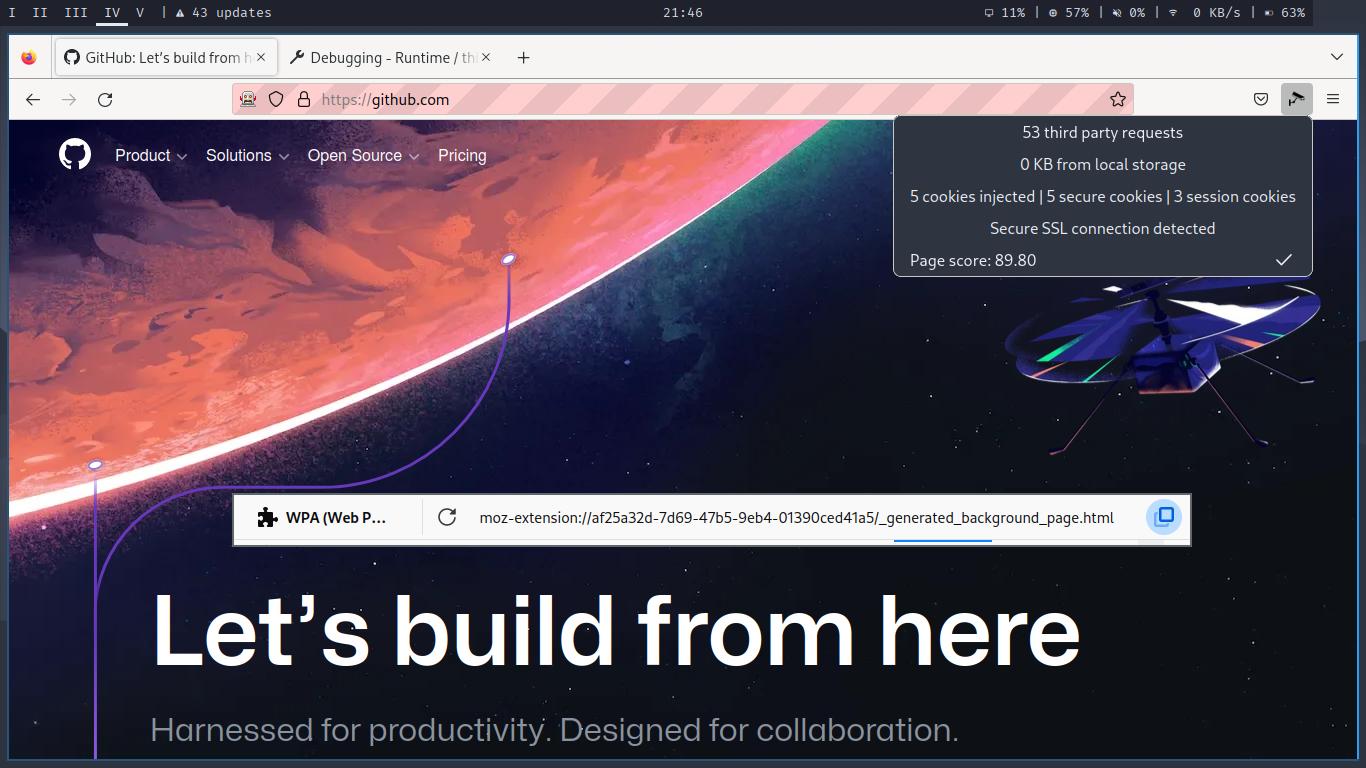 I II III IV V | 43 updates 21:46 11% | 57% | 0% | 0 KB/s | 63%
GitHub: Let’s build from h Debugging - Runtime / th
https://github.com
53 third party requests
Product Solutions Open Source Pricing
0 KB from local storage
5 cookies injected | 5 secure cookies | 3 session cookies
Secure SSL connection detected
Page score: 89.80
WPA (Web P... moz-extension://af25a32d-7d69-47b5-9eb4-01390ced41a5/_generated_background_page.html
Let’s build from here
Harnessed for productivity. Designed for collaboration.